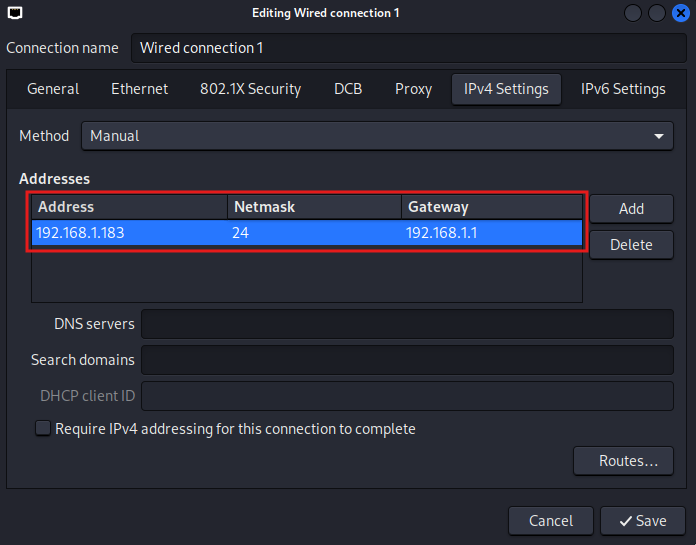 Editing Wired connection 1
Connection name Wired connection 1
General Ethernet 802.1X Security DCB Proxy IPv4 Settings IPv6 Settings
Method Manual
Addresses
Address Netmask Gateway Add
192.168.1.183 24 192.168.1.1 Delete
DNS servers
Search domains
DHCP client ID
Require IPv4 addressing for this connection to complete
Routes...
Cancel Save